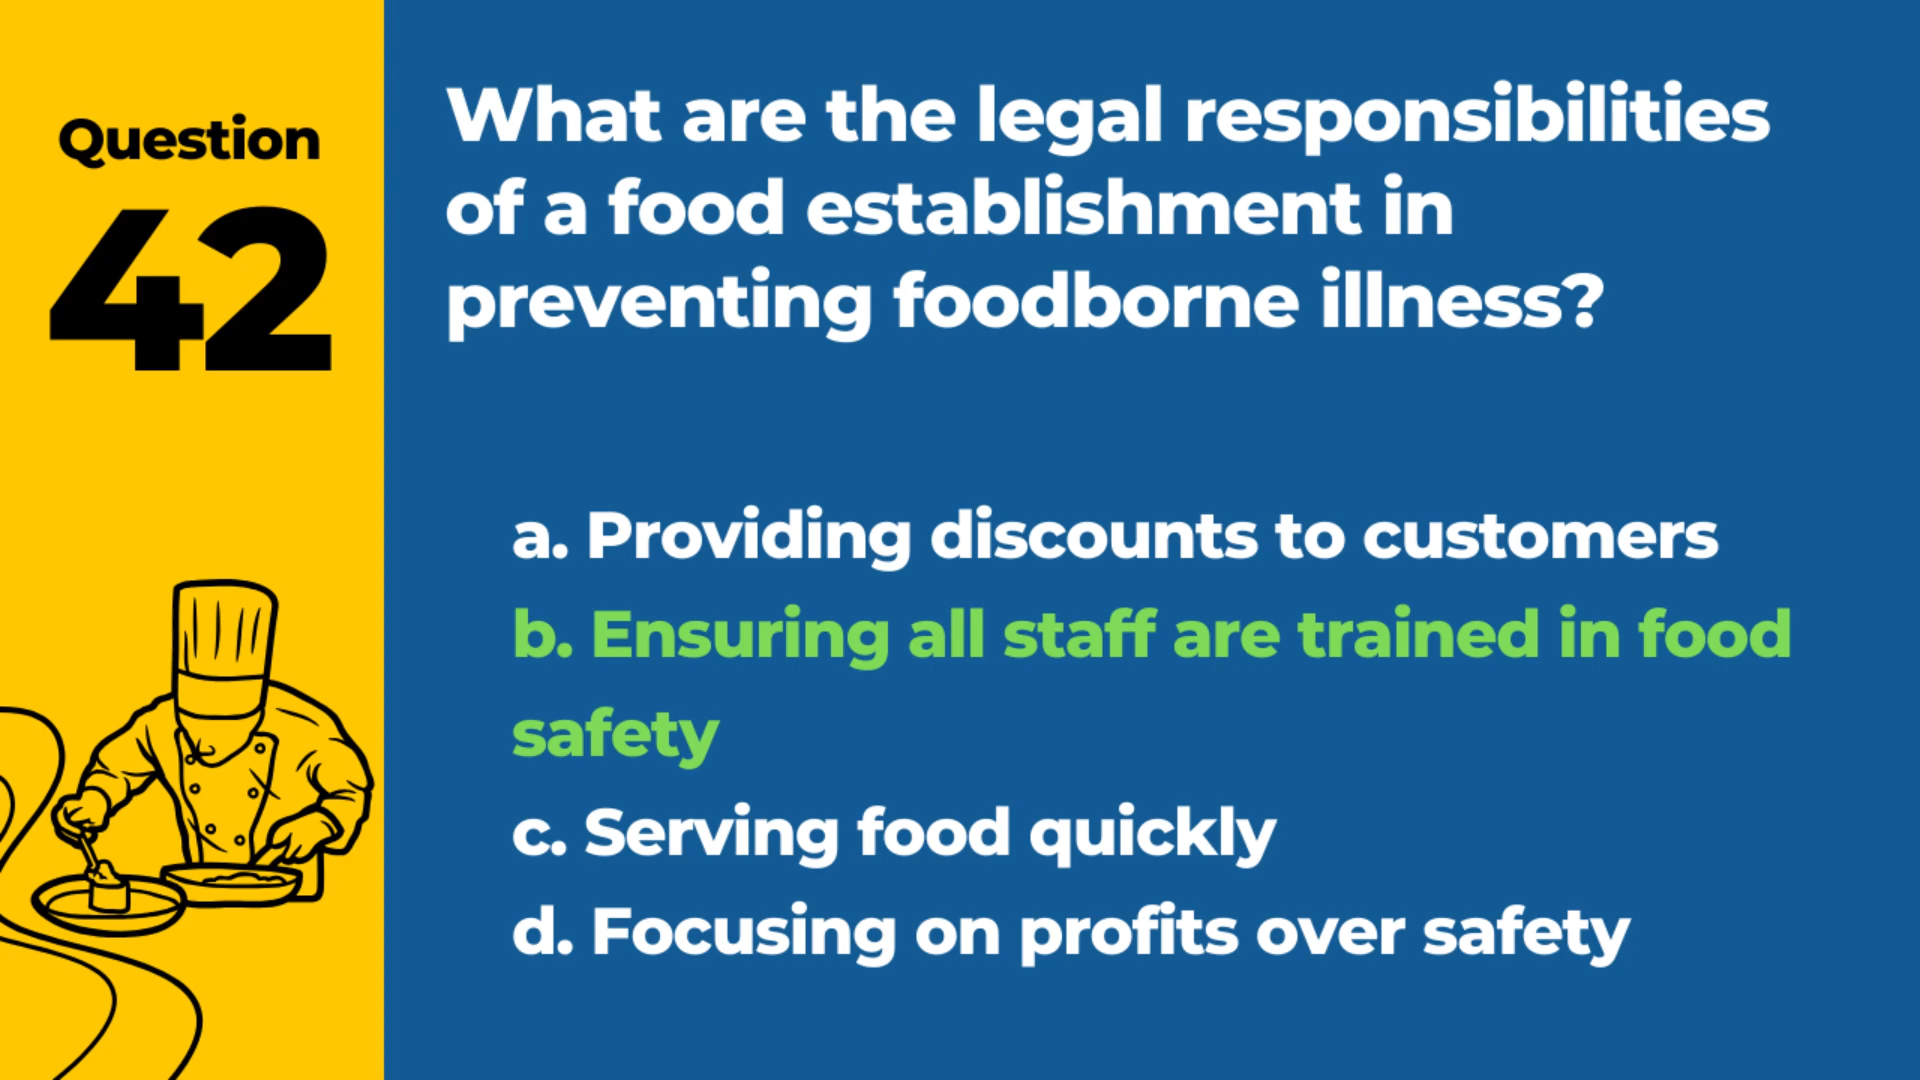 Question
42
What are the legal responsibilities
of a food establishment in
preventing foodborne illness?
a. Providing discounts to customers
b. Ensuring all staff are trained in food
safety
c. Serving food quickly
d. Focusing on profits over safety